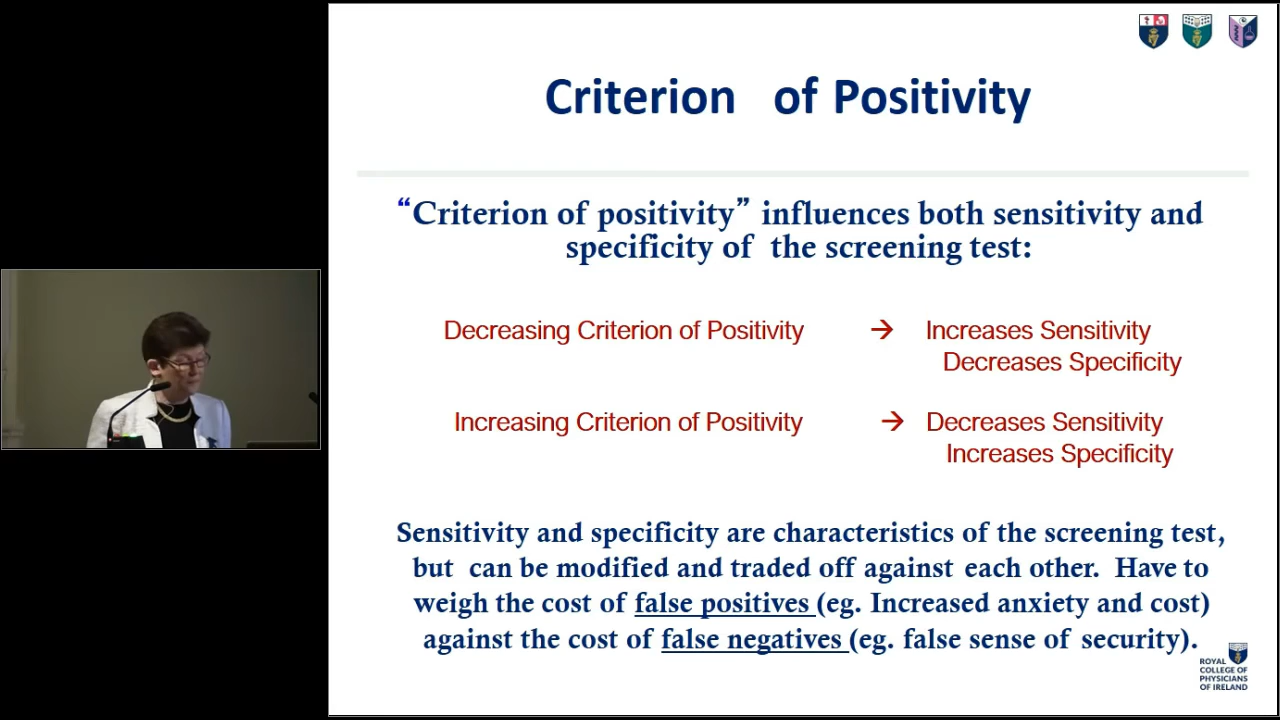 Criterion of Positivity
“Criterion of positivity” influences both sensitivity and
specificity of the screening test:
Decreasing Criterion of Positivity → Increases Sensitivity
Decreases Specificity
Increasing Criterion of Positivity → Decreases Sensitivity
Increases Specificity
Sensitivity and specificity are characteristics of the screening test,
but can be modified and traded off against each other. Have to
weigh the cost of false positives (eg. Increased anxiety and cost)
against the cost of false negatives (eg. false sense of security).
ROYAL
COLLEGE OF
PHYSICIANS
OF IRELAND